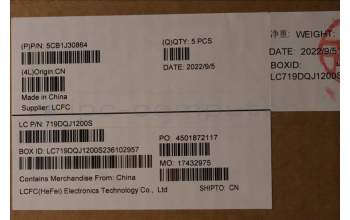 (P)P/N: 5CB1J30864
(Q)QTY: 5 PCS
净重: WEIGHT:
(4L)Origin:CN
DATE: 2022/9/5
DATE: 2022/9/5
BOXID:
LC719DQJ1200S
Made in China
Supplier: LCFC
LC P/N: 719DQJ1200S
PO: 4501872117
BOX ID: LC719DQJ1200S236102957
MO: 17432975
Contains Merchandise From: China
LCFC(HeFei) Electronics Technology Co., Ltd
SHIPTO: CN